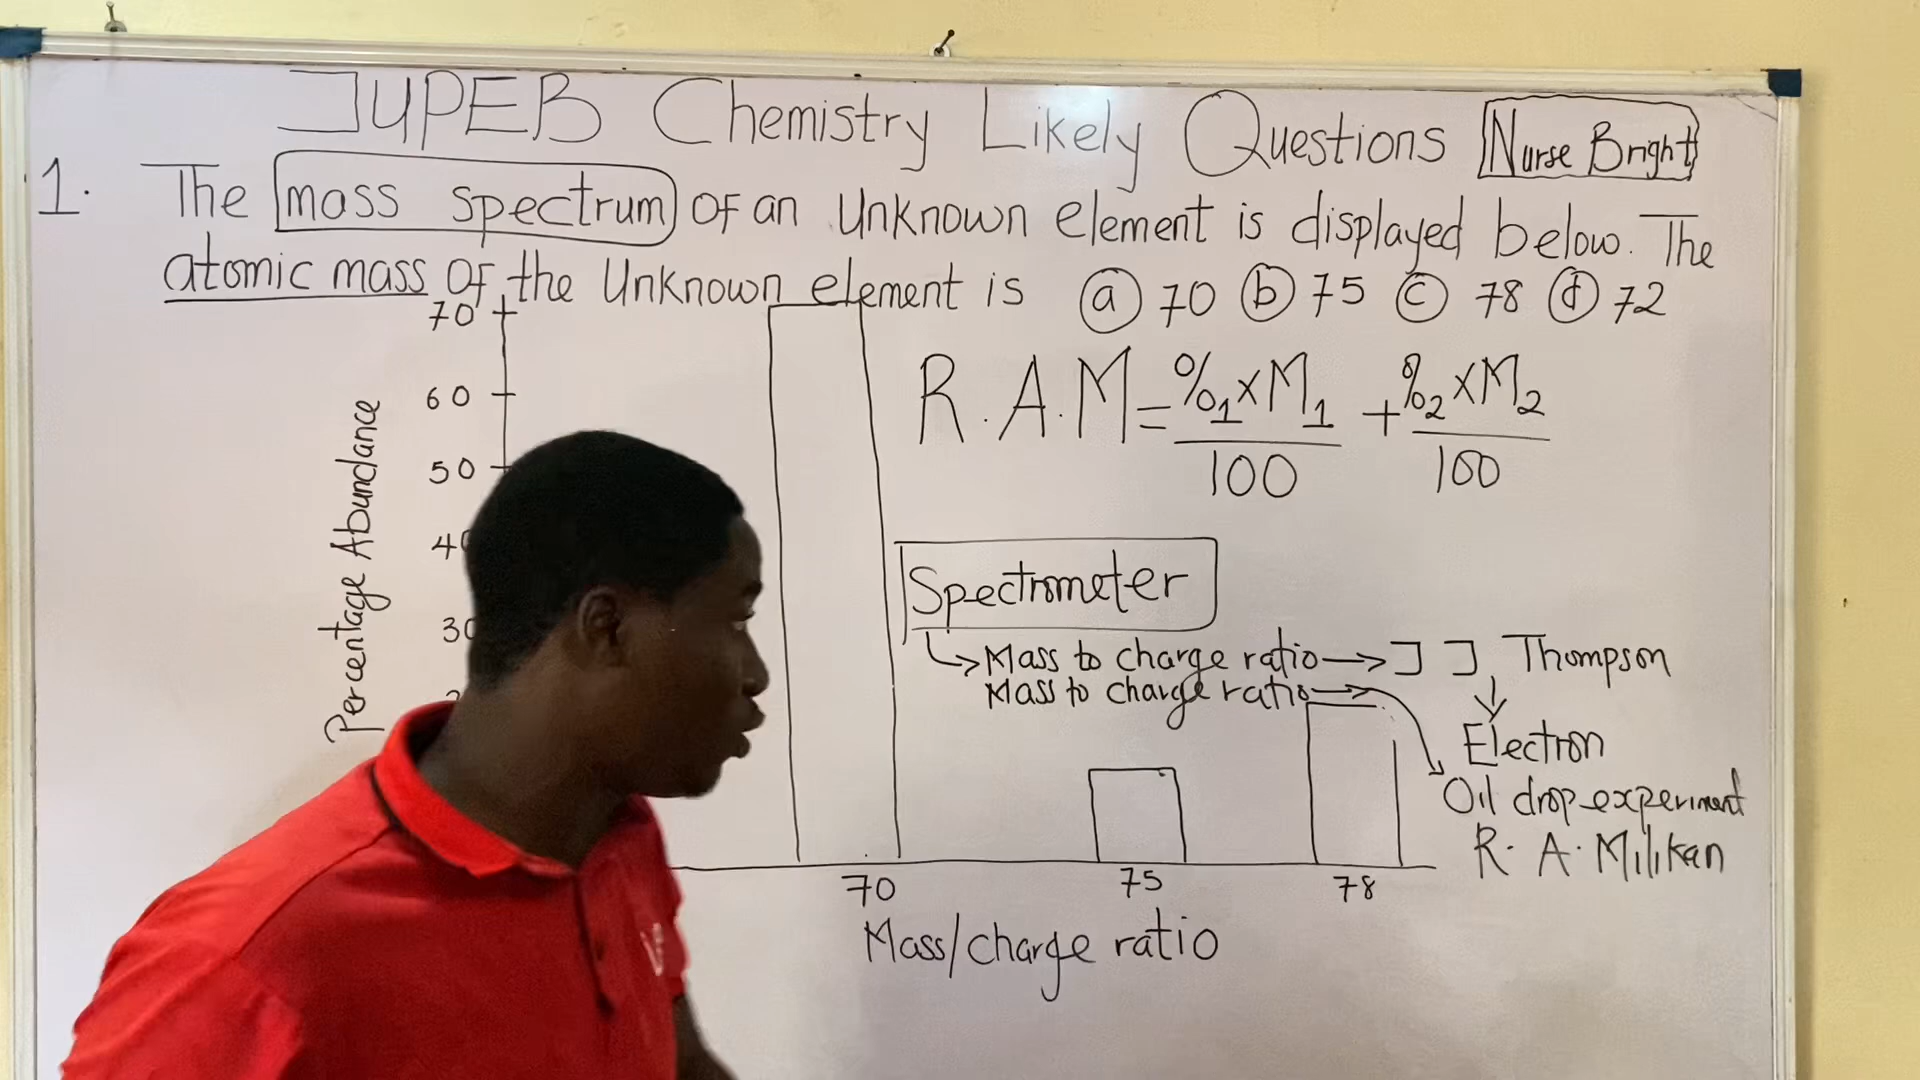 JUPEB Chemistry Likely Questions Nurse Bright
1. The mass spectrum of an Unknown element is displayed below. The
atomic mass of the Unknown element is (a) 70 (b) 75 (c) 78 (d) 72
70
60
50
40
30
Percentage Abundance
R.A.M = %1 x M1 / 100 + %2 x M2 / 100
Spectrometer
↳ Mass to charge ratio → J J Thompson
Mass to charge ratio →
Electron
Oil drop experiment
R. A. Milikan
70 75 78
Mass/charge ratio